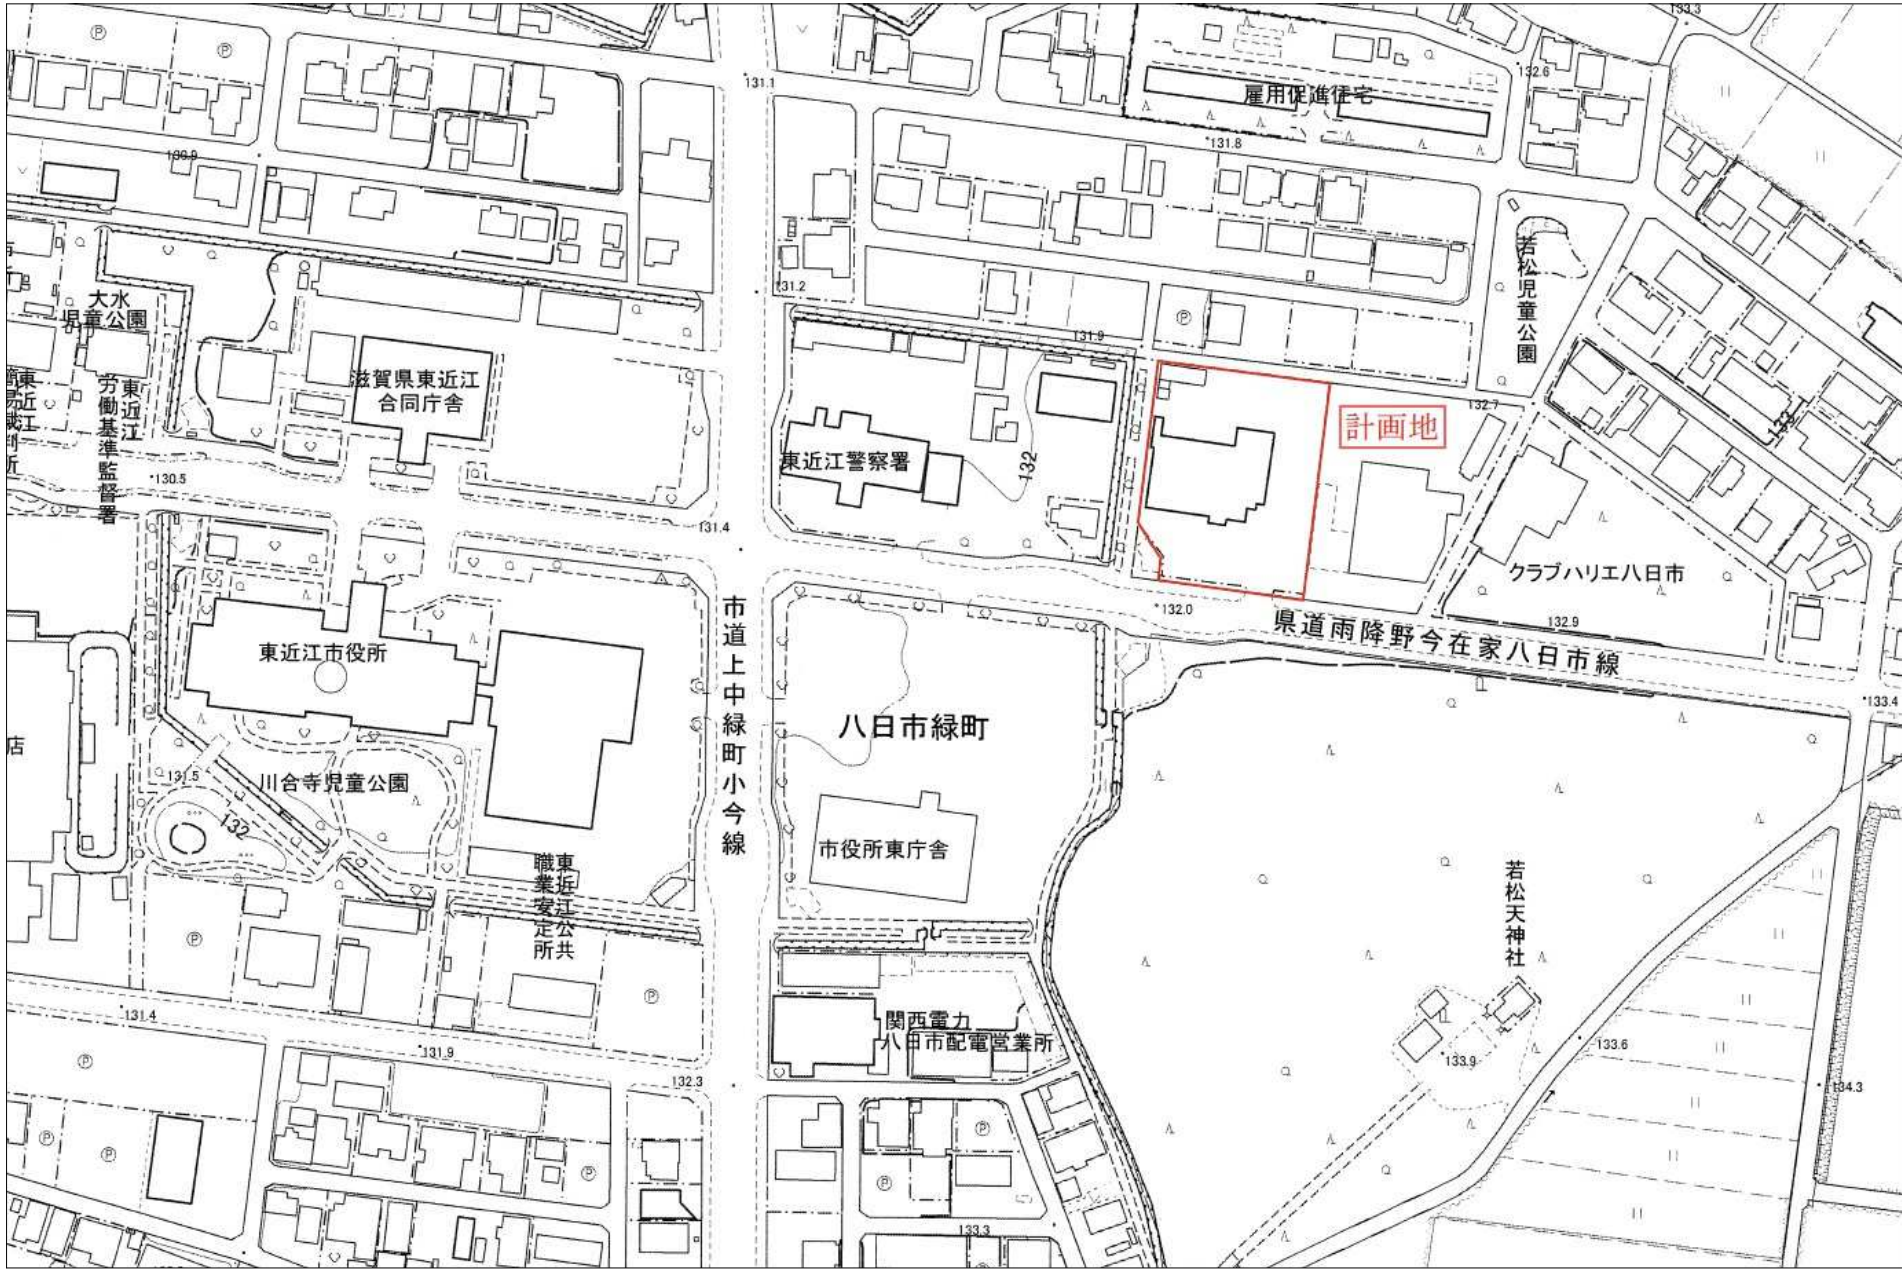 133.3
131.1
132.6
雇用促進住宅
131.8
130.9
131.2
若松児童公園
大水
児童公園
131.9
滋賀県東近江
合同庁舎
東近江
労働基準監督署
東近江
132.7
計画地
133
東近江警察署
132
130.5
131.4
クラブハリエ八日市
132.0
132.9
県道雨降野今在家八日市線
東近江市役所
市道上中緑町小今線
八日市緑町
133.4
店
131.5
川合寺児童公園
132
市役所東庁舎
東近江公共
職業安定所
若松天神社
131.4
関西電力
八日市配電営業所
131.9
132.3
133.6
133.9
134.3
133.3
Ⓟ
Ⓟ
Ⓟ
Ⓟ
Ⓟ
Ⓟ
Ⓟ
Ⓟ
Ⓟ
Ⓟ
Ⓟ